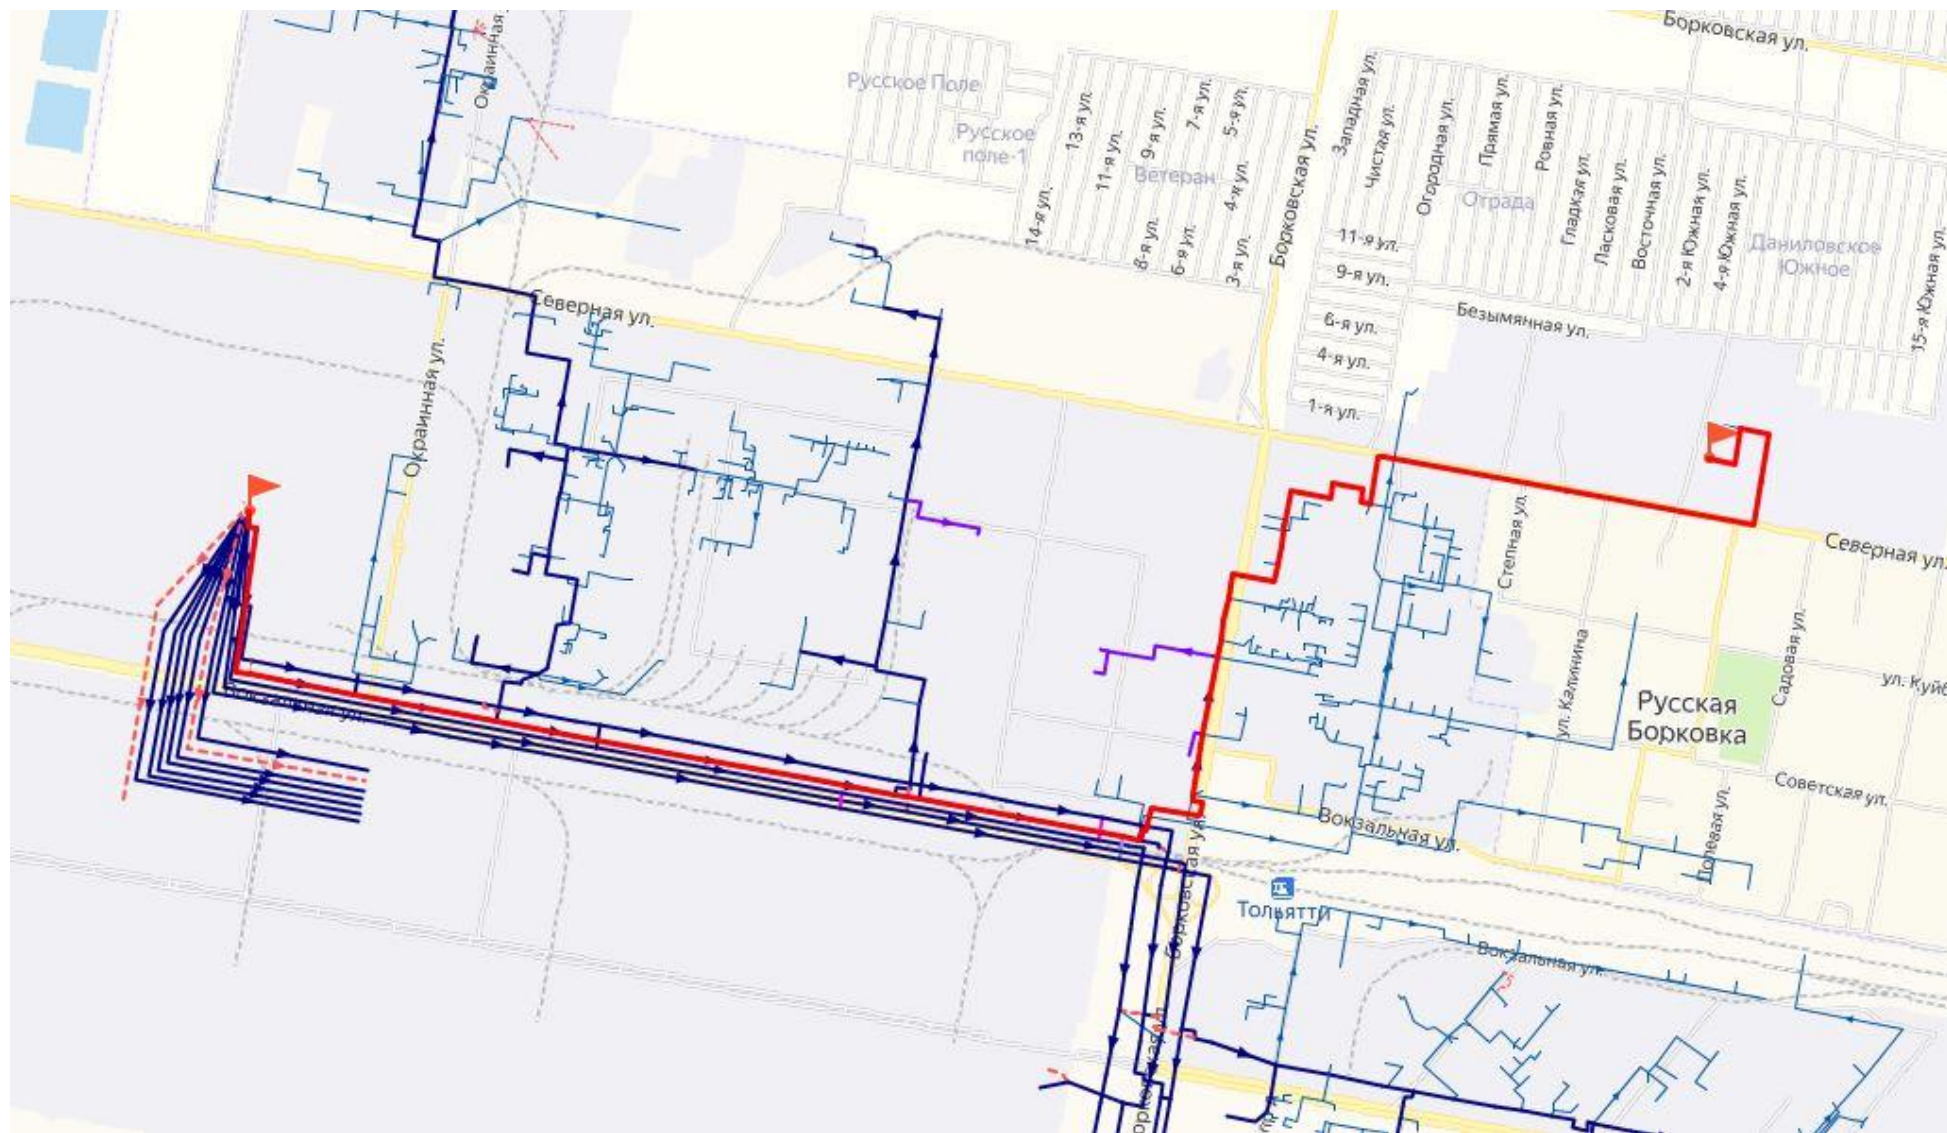 Борковская ул.
Окраинная
Русское Поле
Русское
поле-1
13-я ул.
11-я ул.
9-я ул.
7-я ул.
5-я ул.
Ветеран
14-я ул.
8-я ул.
6-я ул.
4-я ул.
3-я ул.
Борковская ул.
Западная ул.
Чистая ул.
Огородная ул.
Прямая ул.
Ровная ул.
Отрада
Гладкая ул.
Ласковая ул.
Восточная ул.
2-я Южная ул.
4-я Южная ул.
Даниловское
Южное
15-я Южная ул.
11-я ул.
9-я ул.
6-я ул.
4-я ул.
1-я ул.
Безымянная ул.
Северная ул.
Окраинная ул.
Степная ул.
Северная ул.
ул. Калинина
Садовая ул.
ул. Куйб
Русская
Борковка
Советская ул.
Полевая ул.
Вокзальная ул.
Вокзальная ул.
Борковская ул.
Тольятти
Вокзальная ул.